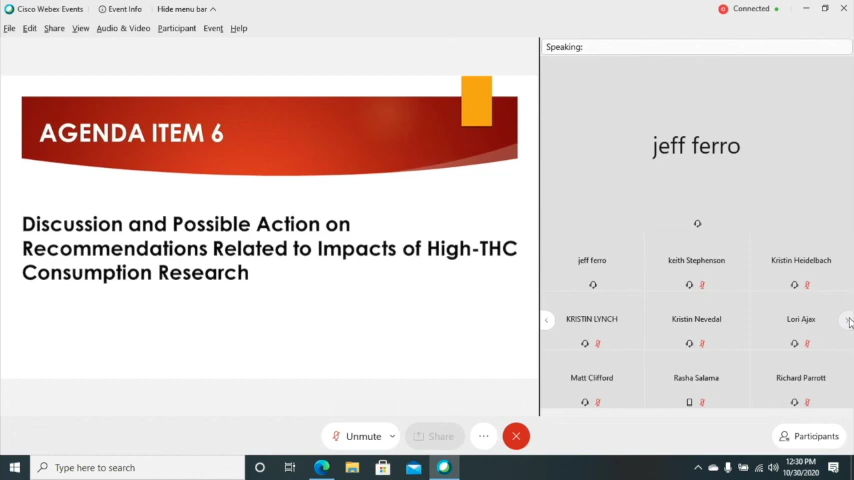 Cisco Webex Events
Event Info
Hide menu bar
Connected
File Edit Share View Audio & Video Participant Event Help
Speaking:
AGENDA ITEM 6
Discussion and Possible Action on
Recommendations Related to Impacts of High-THC
Consumption Research
jeff ferro
jeff ferro
keith Stephenson
Kristin Heidelbach
KRISTIN LYNCH
Kristin Nevedal
Lori Ajax
Matt Clifford
Rasha Salama
Richard Parrott
Unmute
Share
Participants
Type here to search
12:30 PM
10/30/2020